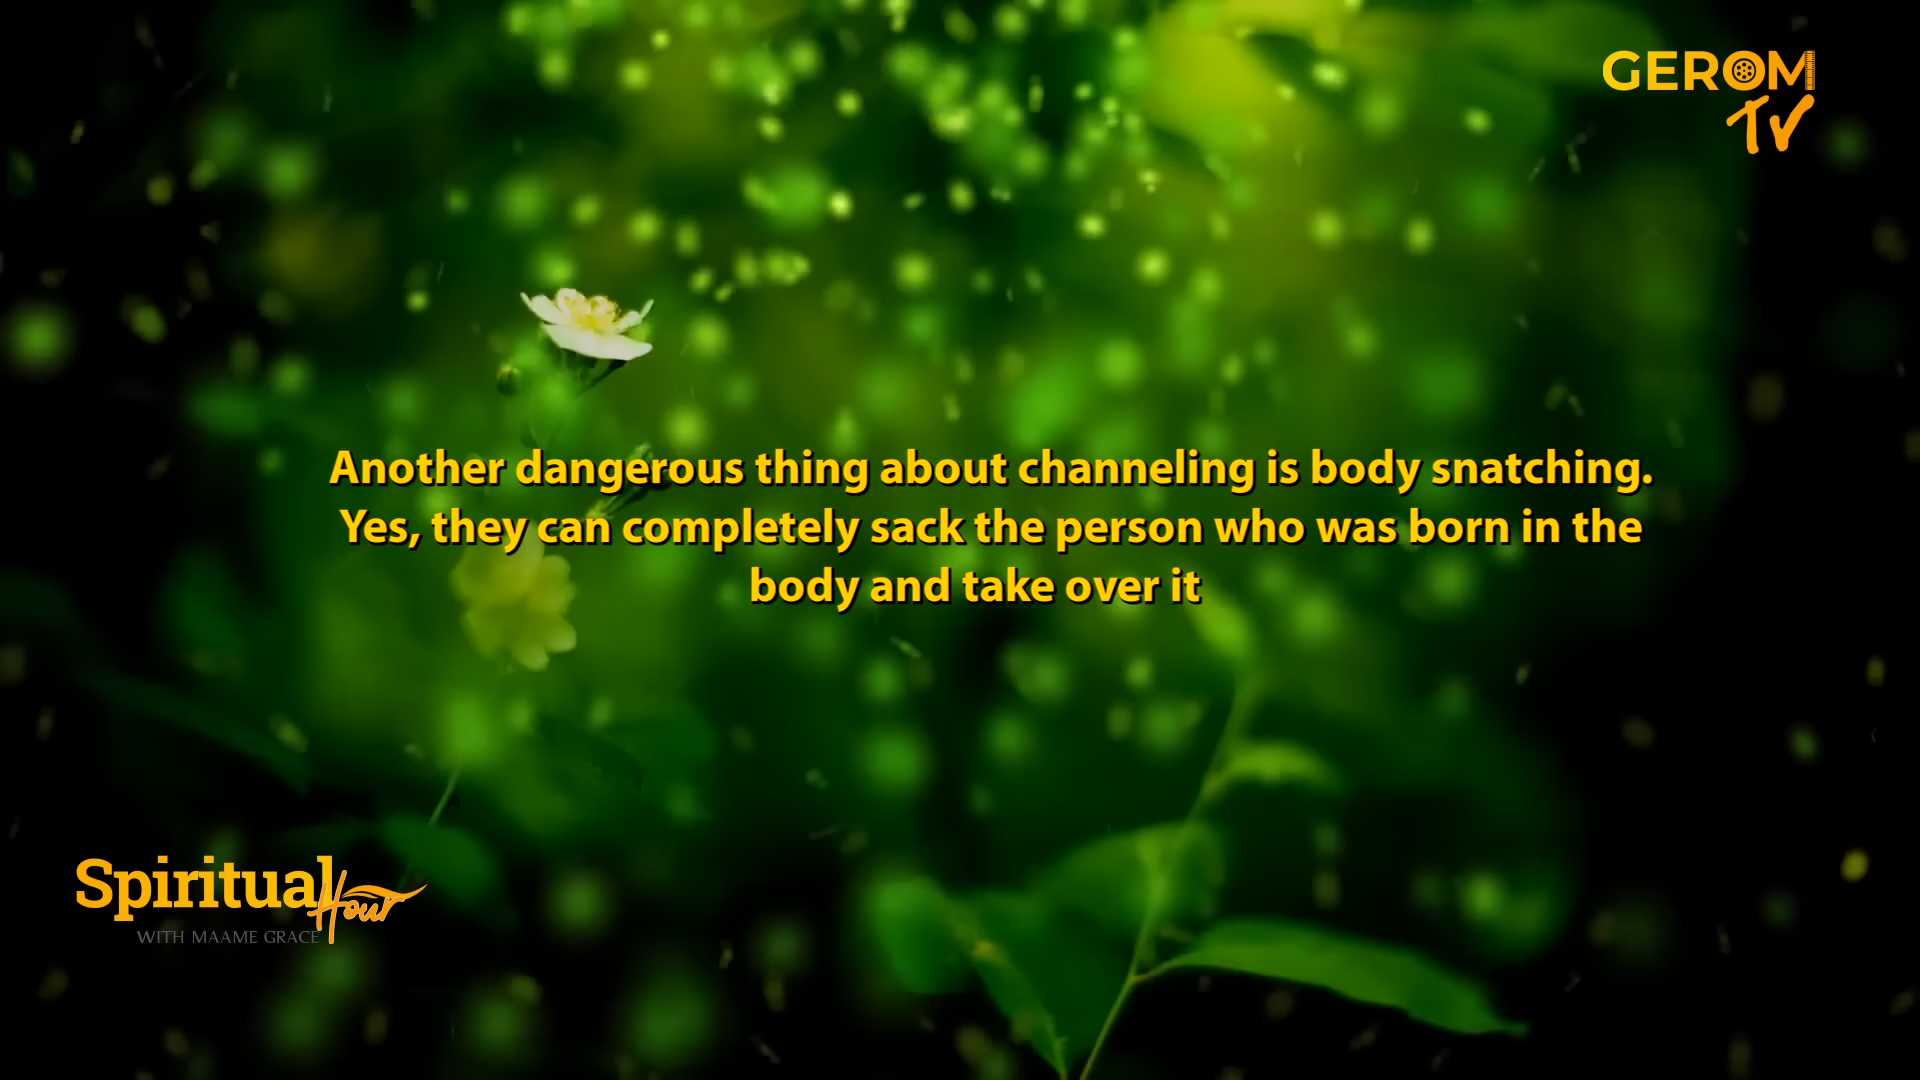 GEROM
TV
Another dangerous thing about channeling is body snatching.
Yes, they can completely sack the person who was born in the
body and take over it
Spiritual
Hour
WITH MAAME GRACE